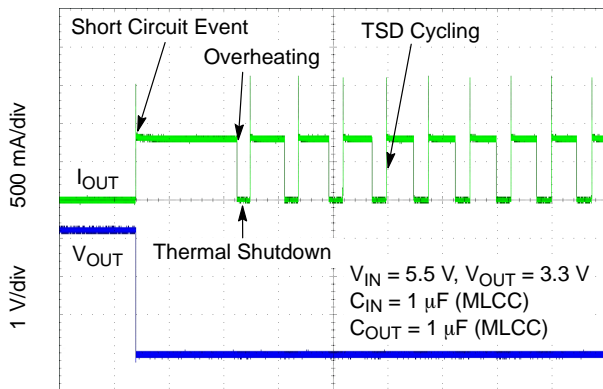 Short Circuit Event
TSD Cycling
Overheating
500 mA/div
I_OUT
Thermal Shutdown
V_OUT
1 V/div
V_IN = 5.5 V, V_OUT = 3.3 V
C_IN = 1 μF (MLCC)
C_OUT = 1 μF (MLCC)